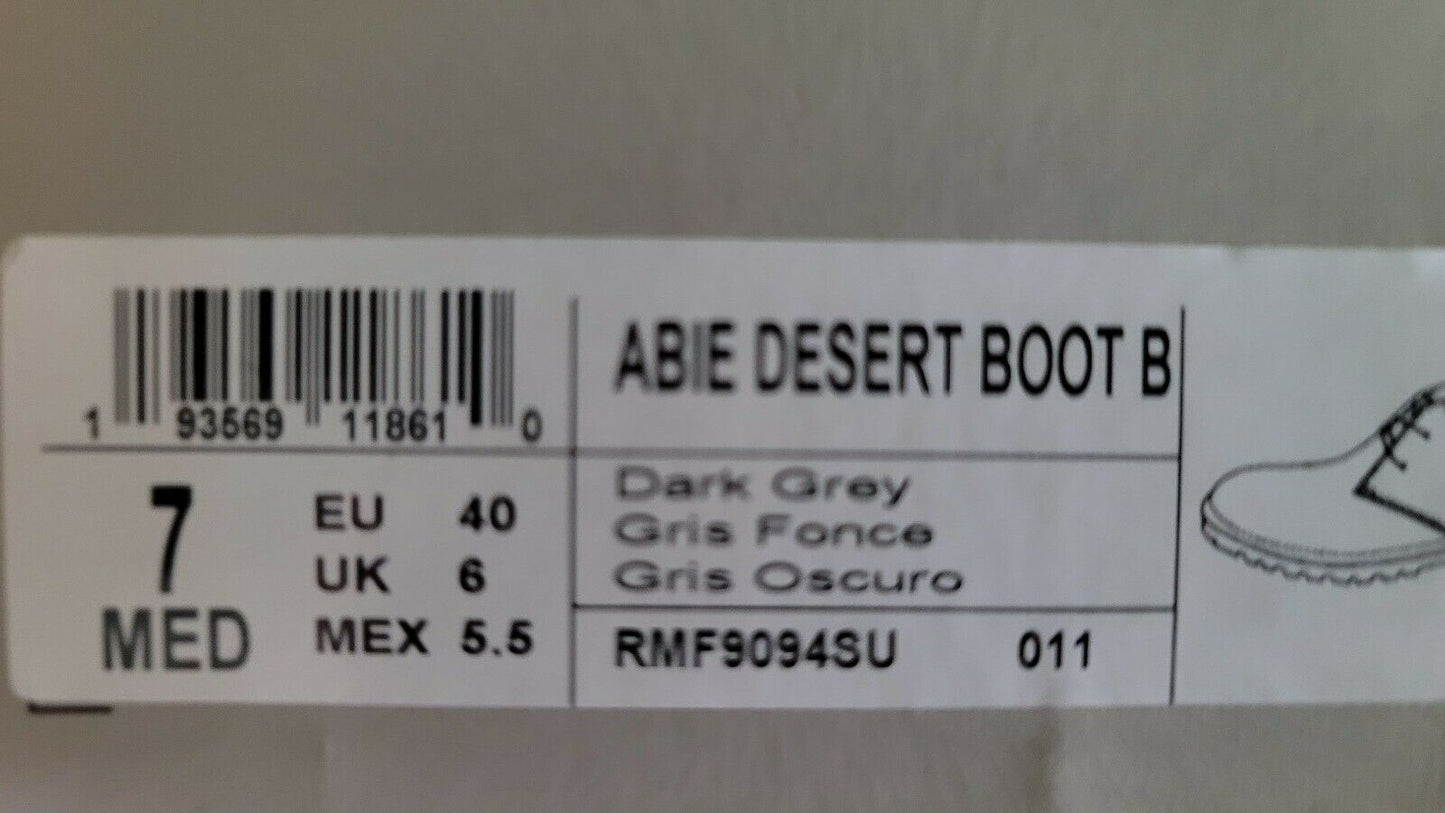 1 93569 11861 0
ABIE DESERT BOOT B
7
MED
EU 40
UK 6
MEX 5.5
Dark Grey
Gris Fonce
Gris Oscuro
RMF9094SU 011